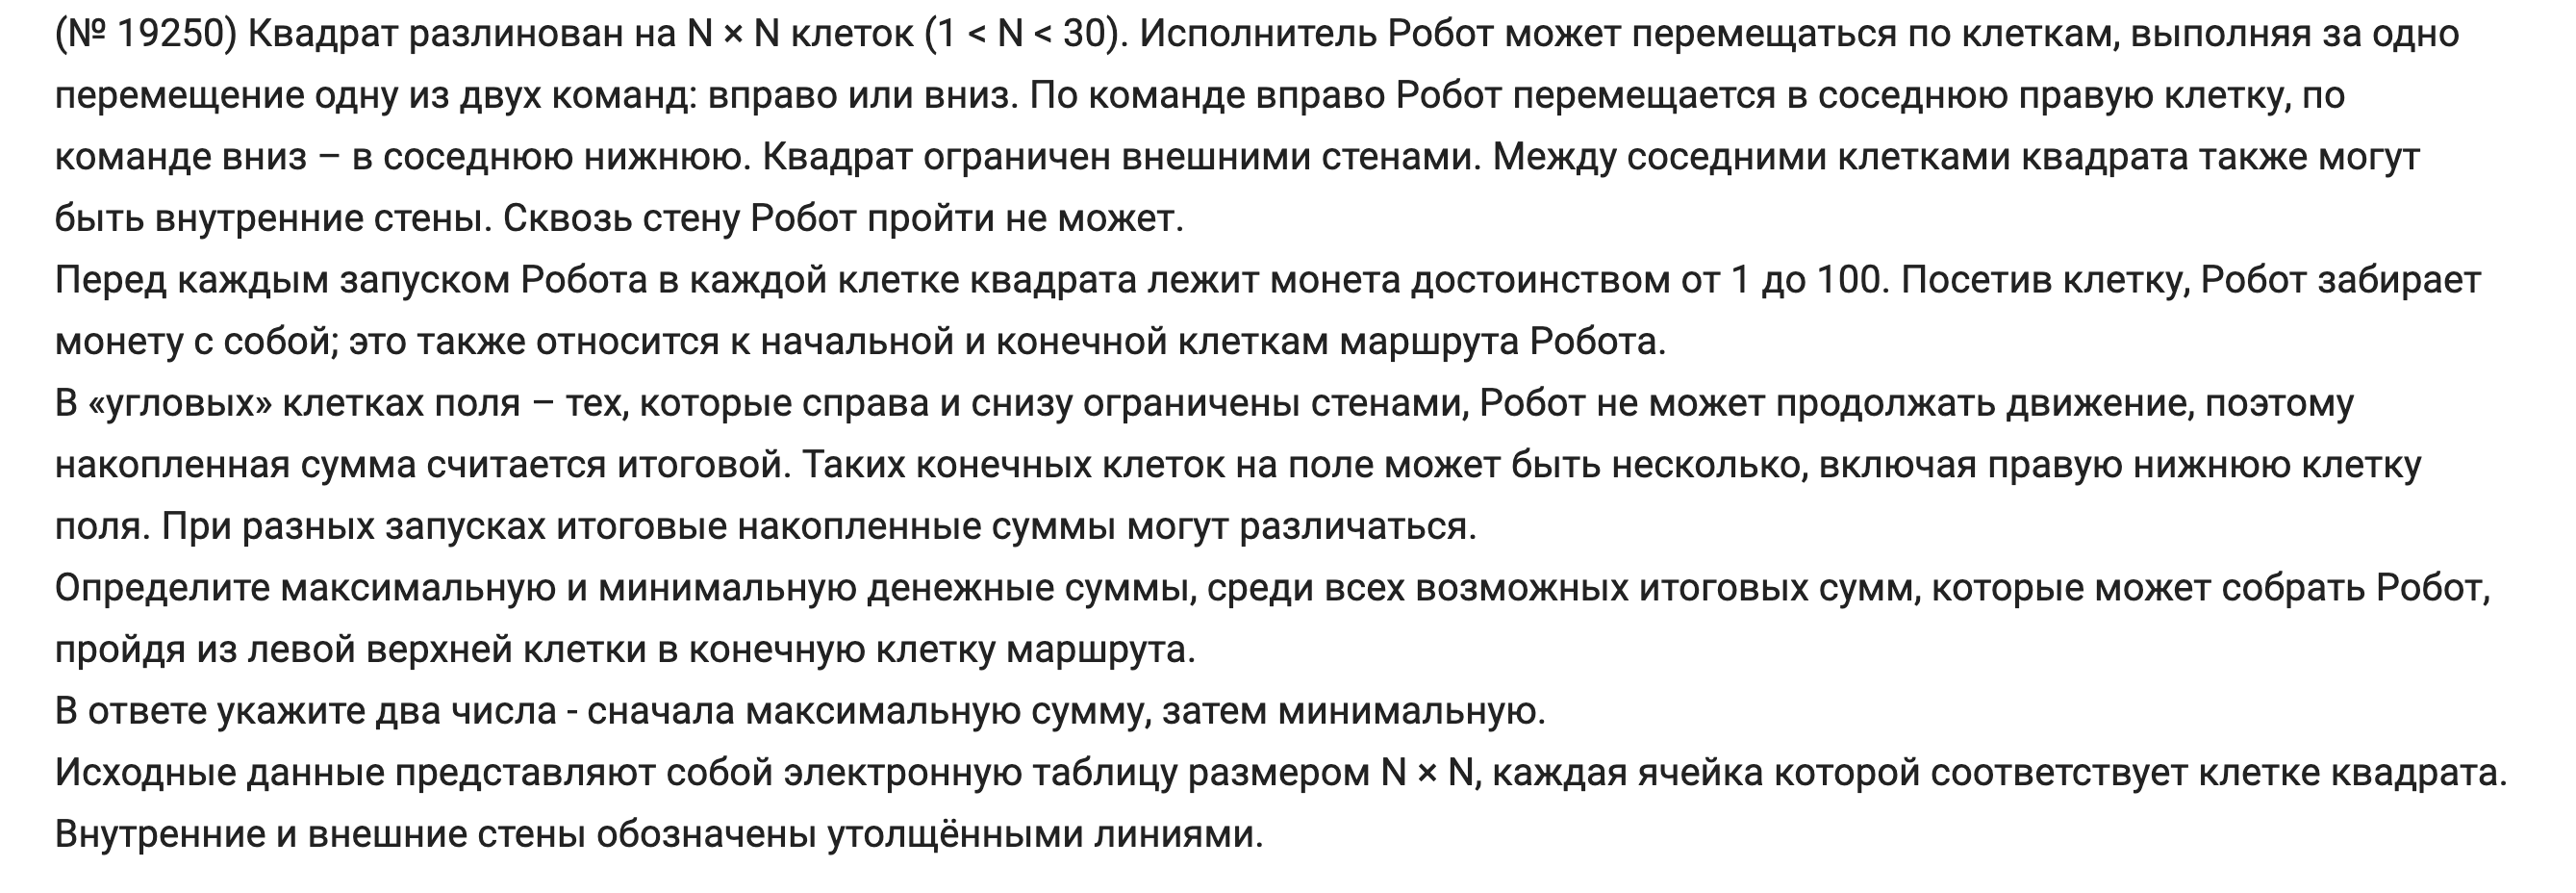 (№ 19250) Квадрат разлинован на N × N клеток (1 < N < 30). Исполнитель Робот может перемещаться по клеткам, выполняя за одно
перемещение одну из двух команд: вправо или вниз. По команде вправо Робот перемещается в соседнюю правую клетку, по
команде вниз – в соседнюю нижнюю. Квадрат ограничен внешними стенами. Между соседними клетками квадрата также могут
быть внутренние стены. Сквозь стену Робот пройти не может.
Перед каждым запуском Робота в каждой клетке квадрата лежит монета достоинством от 1 до 100. Посетив клетку, Робот забирает
монету с собой; это также относится к начальной и конечной клеткам маршрута Робота.
В «угловых» клетках поля – тех, которые справа и снизу ограничены стенами, Робот не может продолжать движение, поэтому
накопленная сумма считается итоговой. Таких конечных клеток на поле может быть несколько, включая правую нижнюю клетку
поля. При разных запусках итоговые накопленные суммы могут различаться.
Определите максимальную и минимальную денежные суммы, среди всех возможных итоговых сумм, которые может собрать Робот,
пройдя из левой верхней клетки в конечную клетку маршрута.
В ответе укажите два числа - сначала максимальную сумму, затем минимальную.
Исходные данные представляют собой электронную таблицу размером N × N, каждая ячейка которой соответствует клетке квадрата.
Внутренние и внешние стены обозначены утолщёнными линиями.